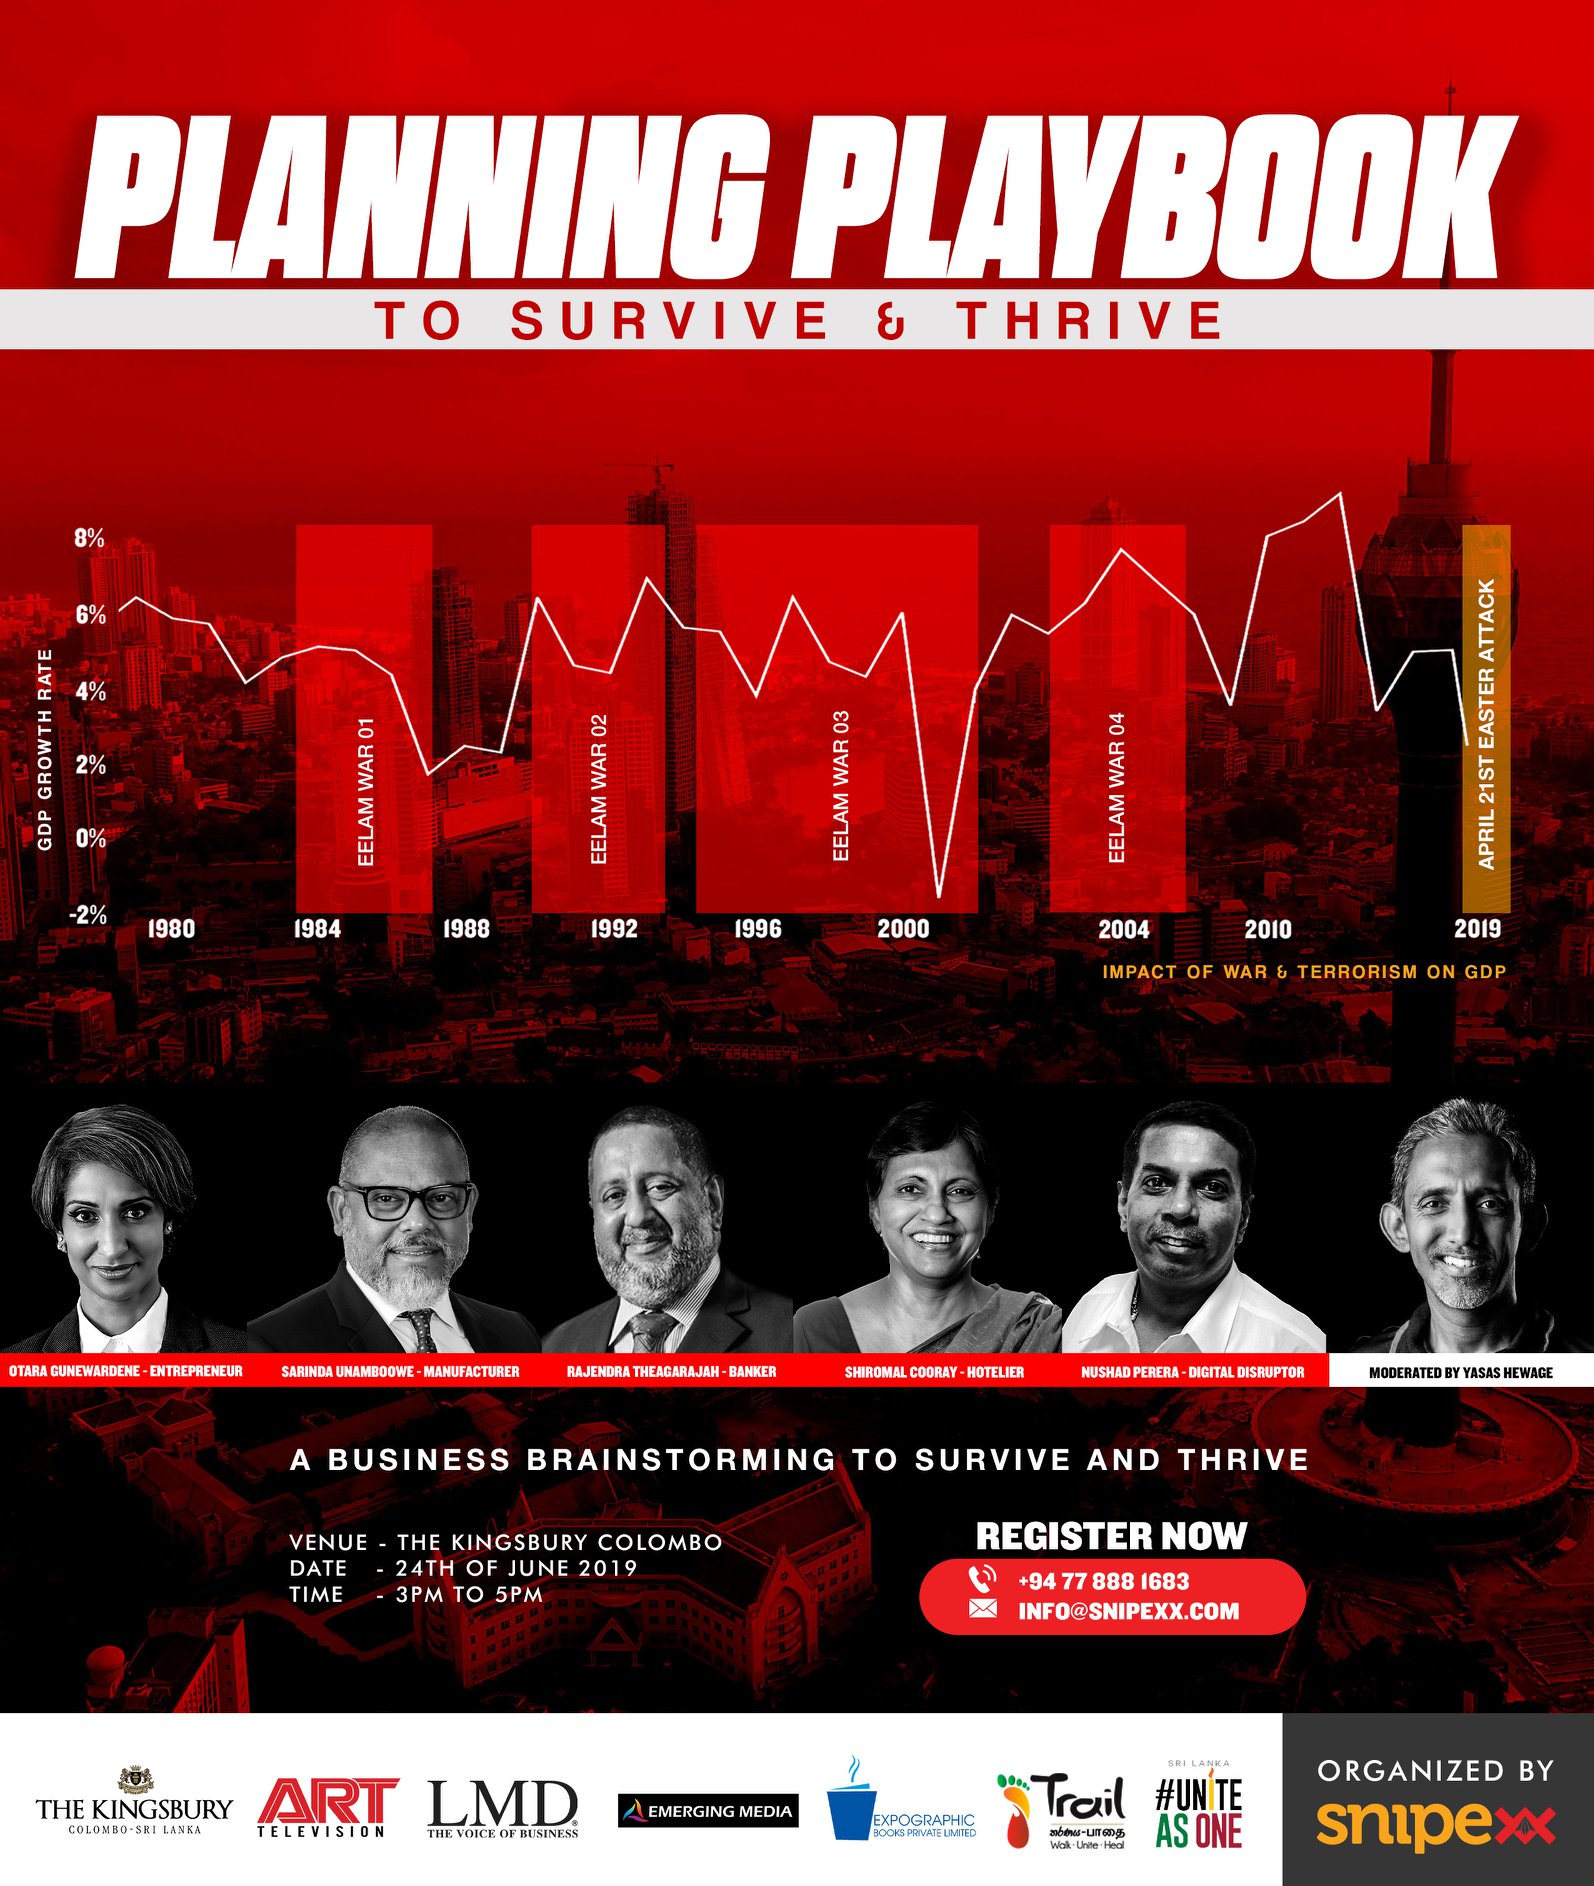 PLANNING PLAYBOOK
TO SURVIVE & THRIVE
GDP GROWTH RATE
8%
6%
4%
2%
0%
-2%
EELAM WAR 01
EELAM WAR 02
EELAM WAR 03
EELAM WAR 04
APRIL 21ST EASTER ATTACK
1980 1984 1988 1992 1996 2000 2004 2010 2019
IMPACT OF WAR & TERRORISM ON GDP
OTARA GUNEWARDENE - ENTREPRENEUR
SARINDA UNAMBOOWE - MANUFACTURER
RAJENDRA THEAGARAJAH - BANKER
SHIROMAL COORAY - HOTELIER
NUSHAD PERERA - DIGITAL DISRUPTOR
MODERATED BY YASAS HEWAGE
A BUSINESS BRAINSTORMING TO SURVIVE AND THRIVE
VENUE - THE KINGSBURY COLOMBO
DATE - 24TH OF JUNE 2019
TIME - 3PM TO 5PM
REGISTER NOW
+94 77 888 1683
INFO@SNIPEXX.COM
THE KINGSBURY
COLOMBO-SRI LANKA
ART
TELEVISION
LMD®
THE VOICE OF BUSINESS
EMERGING MEDIA
EXPOGRAPHIC
BOOKS PRIVATE LIMITED
Trail
-பாதை
Walk · Unite · Heal
SRI LANKA
#UNITE
AS ONE
ORGANIZED BY
snipexx